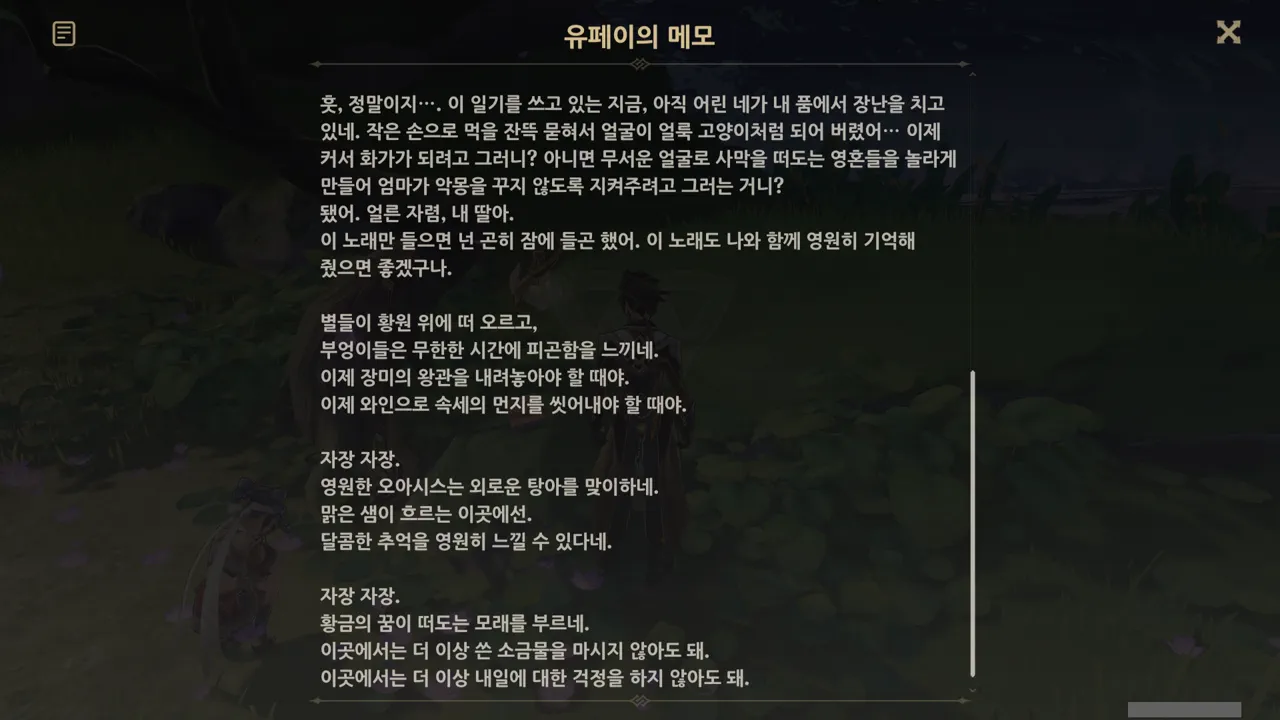 유페이의 메모
훗, 정말이지…. 이 일기를 쓰고 있는 지금, 아직 어린 네가 내 품에서 장난을 치고
있네. 작은 손으로 먹을 잔뜩 묻혀서 얼굴이 얼룩 고양이처럼 되어 버렸어… 이제
커서 화가가 되려고 그러니? 아니면 무서운 얼굴로 사막을 떠도는 영혼들을 놀라게
만들어 엄마가 악몽을 꾸지 않도록 지켜주려고 그러는 거니?
됐어. 얼른 자렴, 내 딸아.
이 노래만 들으면 넌 곤히 잠에 들곤 했어. 이 노래도 나와 함께 영원히 기억해
줬으면 좋겠구나.
별들이 황원 위에 떠 오르고,
부엉이들은 무한한 시간에 피곤함을 느끼네.
이제 장미의 왕관을 내려놓아야 할 때야.
이제 와인으로 속세의 먼지를 씻어내야 할 때야.
자장 자장.
영원한 오아시스는 외로운 탕아를 맞이하네.
맑은 샘이 흐르는 이곳에선.
달콤한 추억을 영원히 느낄 수 있다네.
자장 자장.
황금의 꿈이 떠도는 모래를 부르네.
이곳에서는 더 이상 쓴 소금물을 마시지 않아도 돼.
이곳에서는 더 이상 내일에 대한 걱정을 하지 않아도 돼.